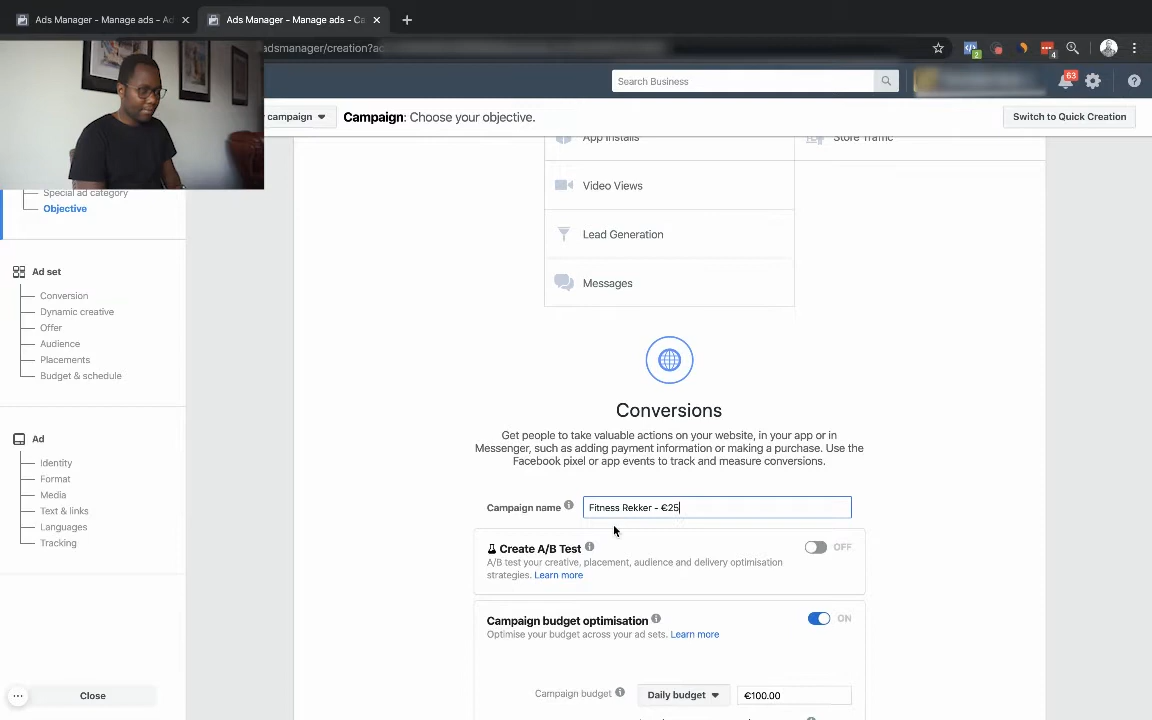 Ads Manager - Manage ads - Ad
Ads Manager - Manage ads - Ca
adsmanager/creation?ac
2
4
Search Business
63
campaign
Campaign: Choose your objective.
Switch to Quick Creation
App Installs
Store Traffic
Video Views
Lead Generation
Messages
Special ad category
Objective
Ad set
Conversion
Dynamic creative
Offer
Audience
Placements
Budget & schedule
Ad
Identity
Format
Media
Text & links
Languages
Tracking
Close
Conversions
Get people to take valuable actions on your website, in your app or in
Messenger, such as adding payment information or making a purchase. Use the
Facebook pixel or app events to track and measure conversions.
Campaign name
Fitness Rekker - €25
Create A/B Test
OFF
A/B test your creative, placement, audience and delivery optimisation
strategies. Learn more
Campaign budget optimisation
ON
Optimise your budget across your ad sets. Learn more
Campaign budget
Daily budget
€100.00